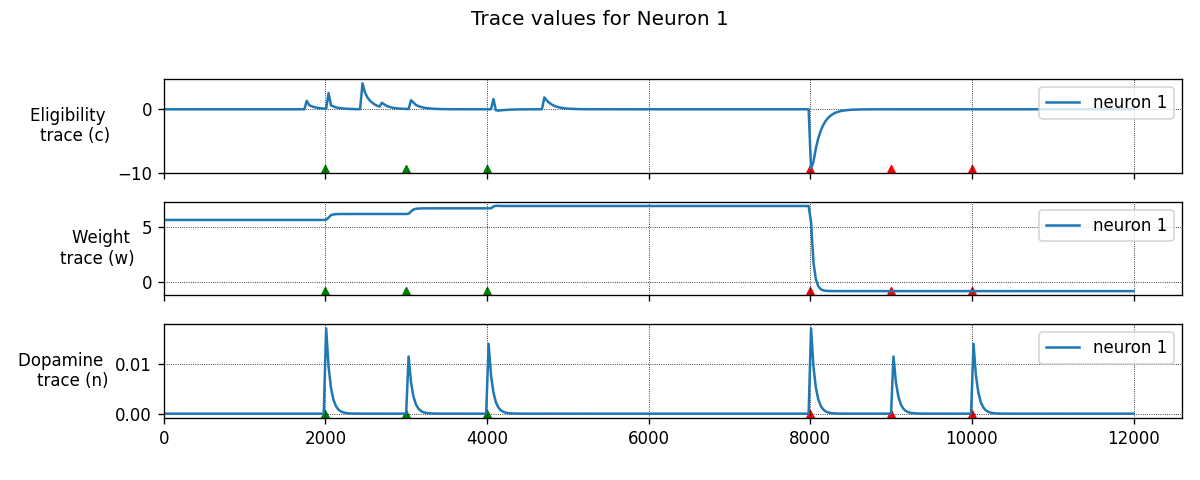 Trace values for Neuron 1
Eligibility
trace (c)
0
−10
neuron 1
Weight
trace (w)
5
0
neuron 1
Dopamine
trace (n)
0.01
0.00
neuron 1
0 2000 4000 6000 8000 10000 12000